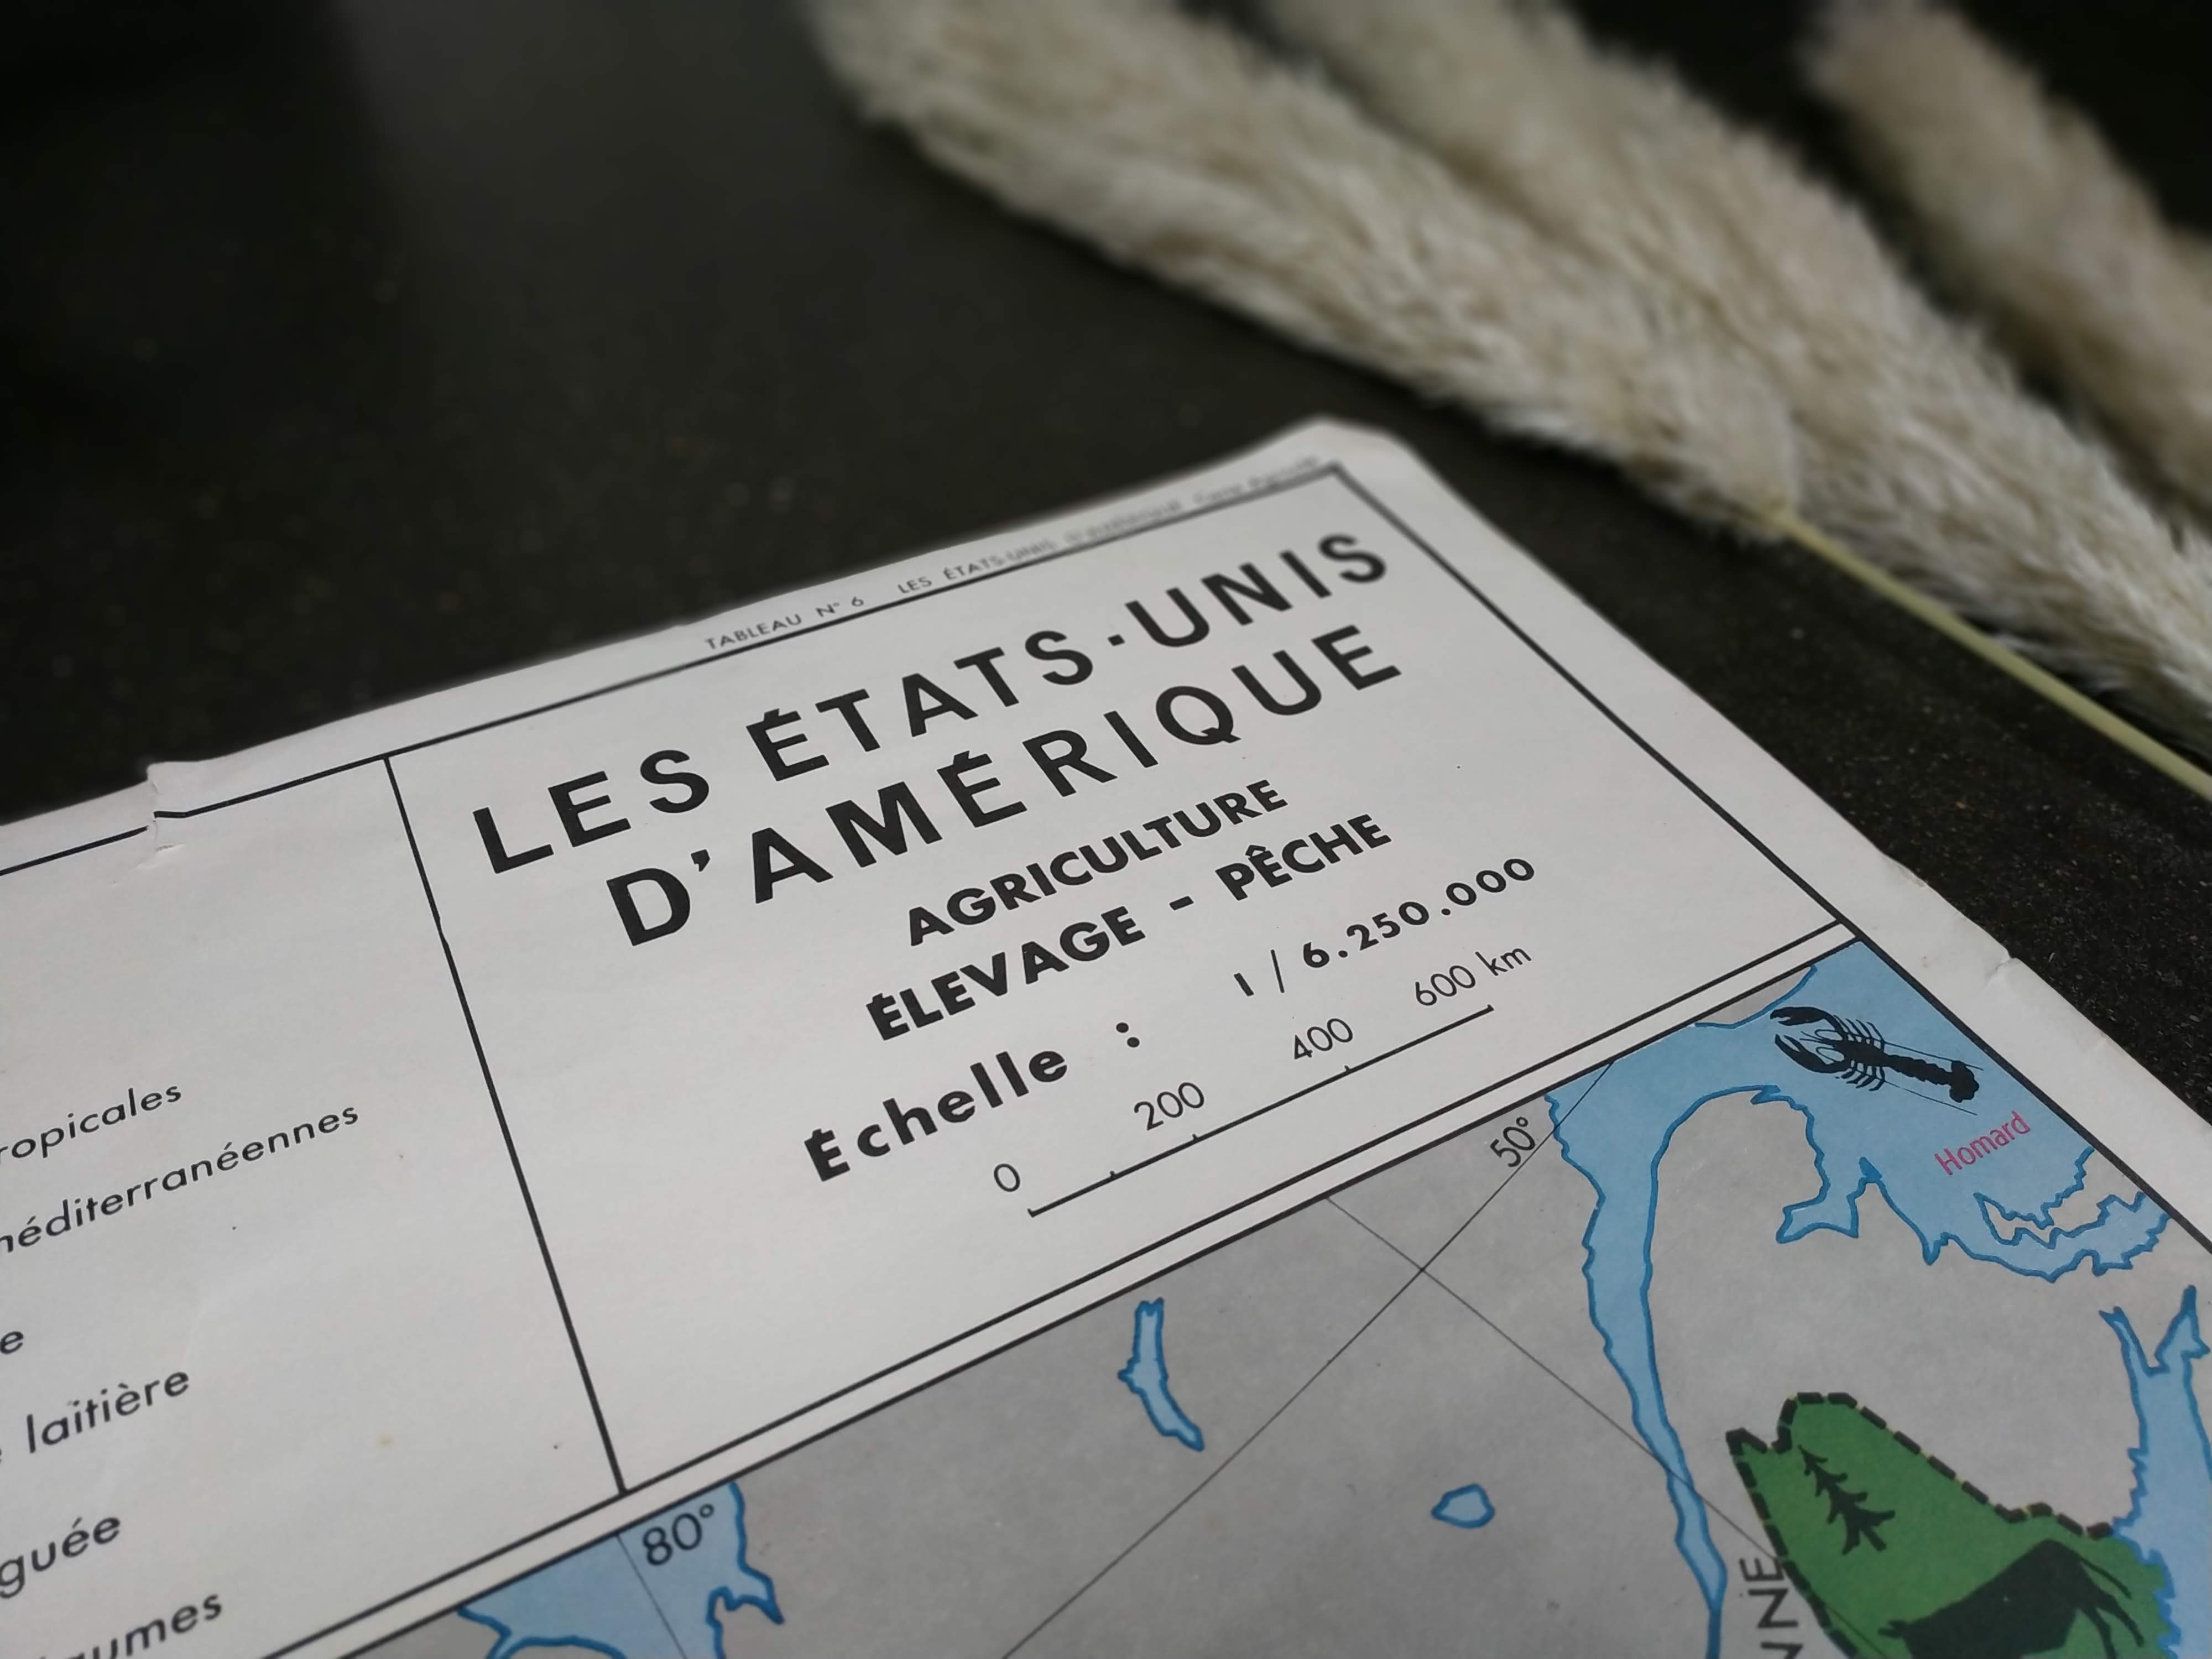 TABLEAU N° 6 LES ÉTATS-UNIS
LES ÉTATS-UNIS
D'AMÉRIQUE
AGRICULTURE
ÉLEVAGE - PÊCHE
Échelle : 1 / 6.250.000
0 200 400 600 km
ropicales
méditerranéennes
e
laitière
guée
umes
50°
Homard
80°
NNE